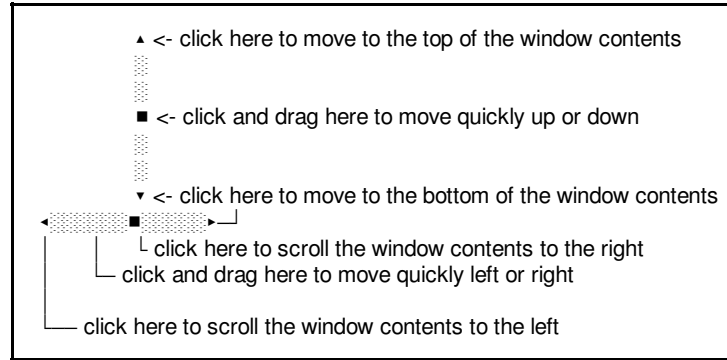 ▲ <- click here to move to the top of the window contents
■ <- click and drag here to move quickly up or down
▼ <- click here to move to the bottom of the window contents
click here to scroll the window contents to the right
click and drag here to move quickly left or right
click here to scroll the window contents to the left